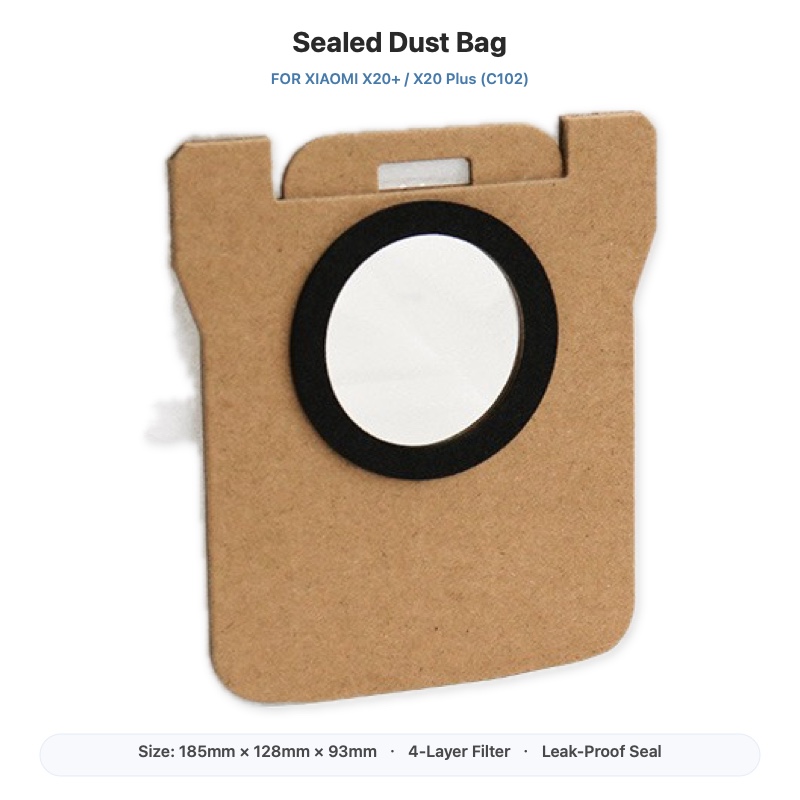 Sealed Dust Bag
FOR XIAOMI X20+ / X20 Plus (C102)
Size: 185mm × 128mm × 93mm · 4-Layer Filter · Leak-Proof Seal